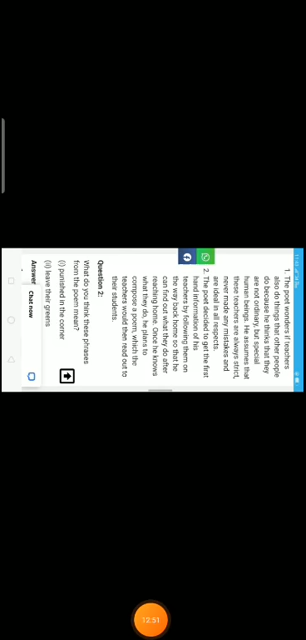 1. The poet wonders if teachers
also do things that other people
do because he thinks that they
are not ordinary, but special
human beings. He assumes that
these teachers are always strict,
never made any mistakes and
are ideal in all respects.
2. The poet decided to get the first
hand information of his
teachers by following them on
the way back home so that he
can find out what they do after
reaching home. Once he knows
what they do, he plans to
compose a poem, which the
teachers would then read out to
their students.
Question 2:
What do you think these phrases
from the poem mean?
(i) punished in the corner
(ii) leave their greens
Answer
Chat now
12:51